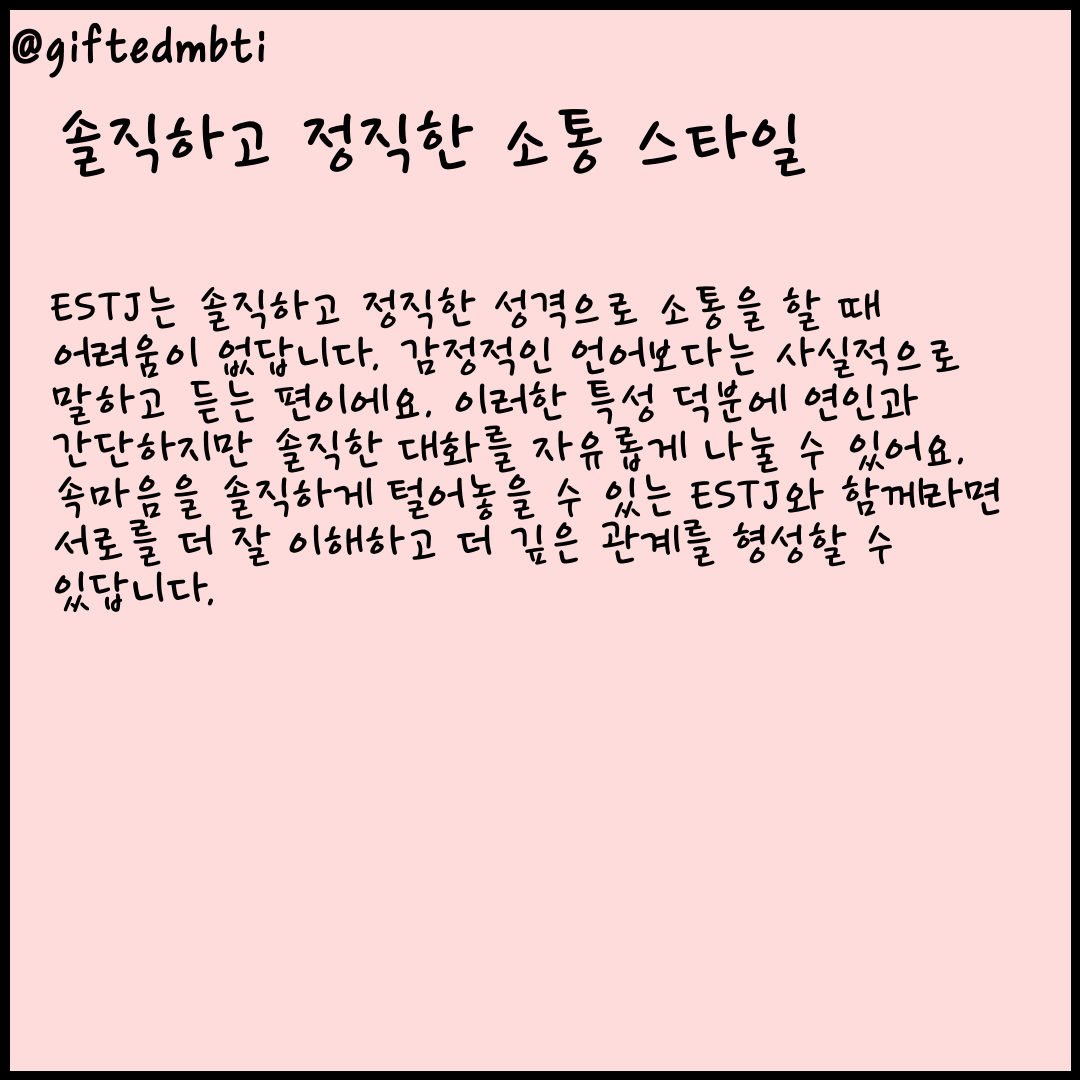 @giftedmbti
솔직하고 정직한 소통 스타일
ESTJ는 솔직하고 정직한 성격으로 소통을 할 때
어려움이 없답니다. 감정적인 언어보다는 사실적으로
말하고 듣는 편이에요. 이러한 특성 덕분에 연인과
간단하지만 솔직한 대화를 자유롭게 나눌 수 있어요.
속마음을 솔직하게 털어놓을 수 있는 ESTJ와 함께라면
서로를 더 잘 이해하고 더 깊은 관계를 형성할 수
있답니다.